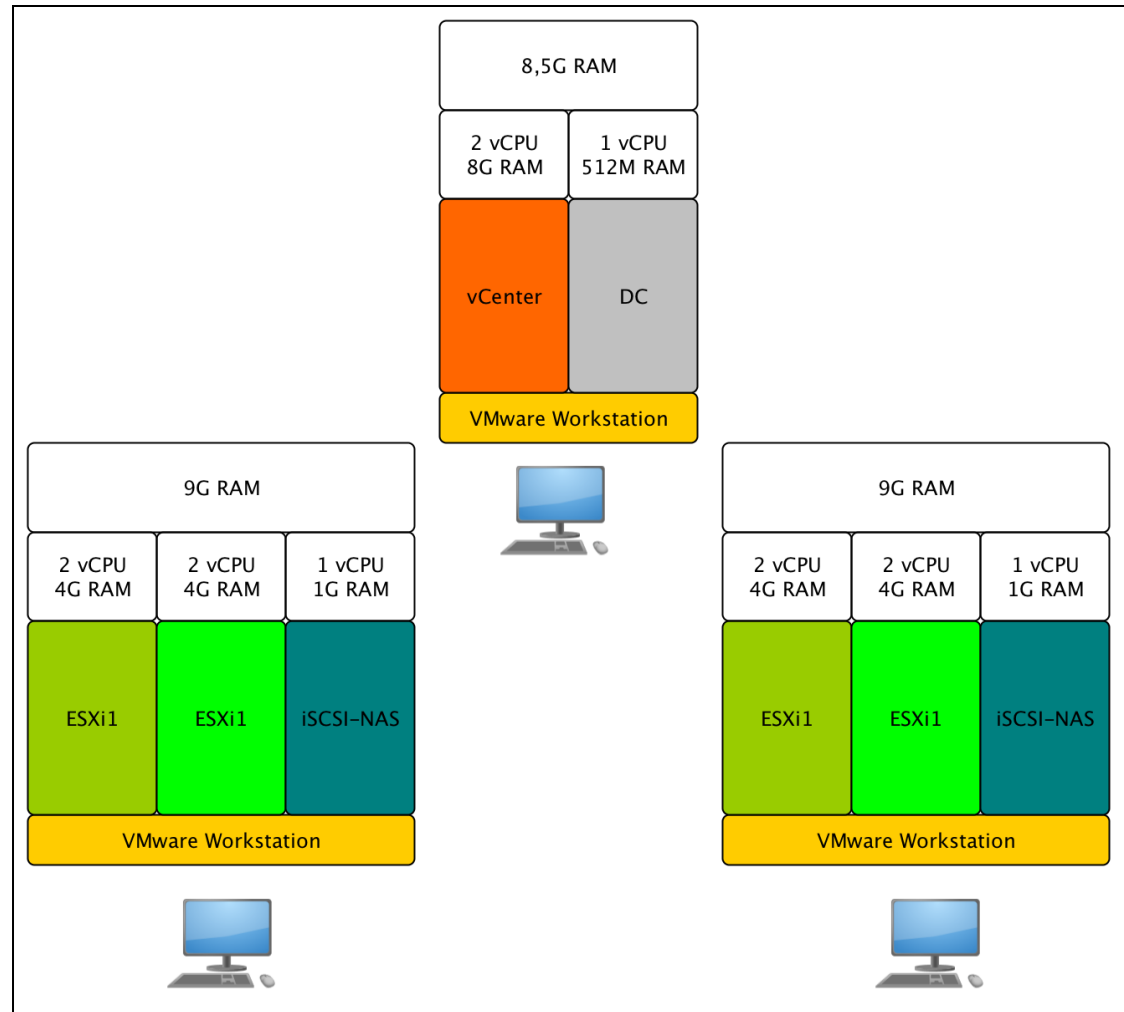 8,5G RAM
2 vCPU
8G RAM
1 vCPU
512M RAM
vCenter
DC
VMware Workstation
9G RAM
2 vCPU
4G RAM
2 vCPU
4G RAM
1 vCPU
1G RAM
ESXi1
ESXi1
iSCSI-NAS
VMware Workstation
9G RAM
2 vCPU
4G RAM
2 vCPU
4G RAM
1 vCPU
1G RAM
ESXi1
ESXi1
iSCSI-NAS
VMware Workstation